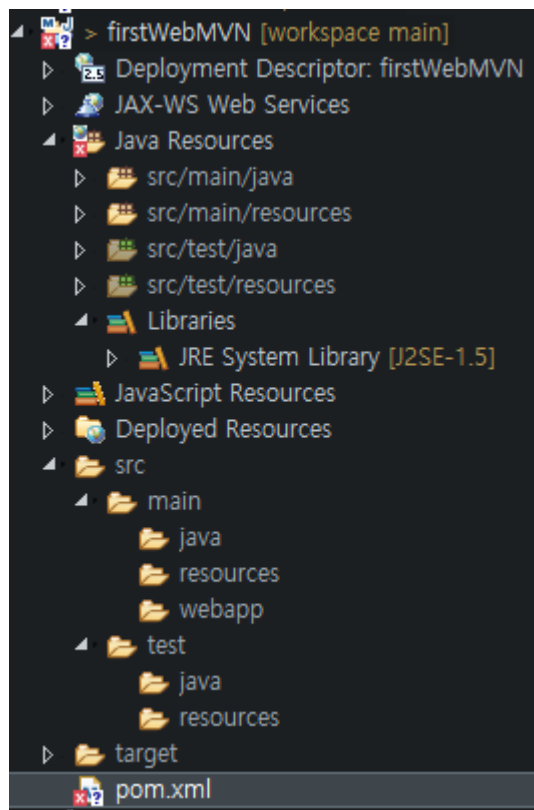 > firstWebMVN [workspace main]
Deployment Descriptor: firstWebMVN
JAX-WS Web Services
Java Resources
src/main/java
src/main/resources
src/test/java
src/test/resources
Libraries
JRE System Library [J2SE-1.5]
JavaScript Resources
Deployed Resources
src
main
java
resources
webapp
test
java
resources
target
pom.xml